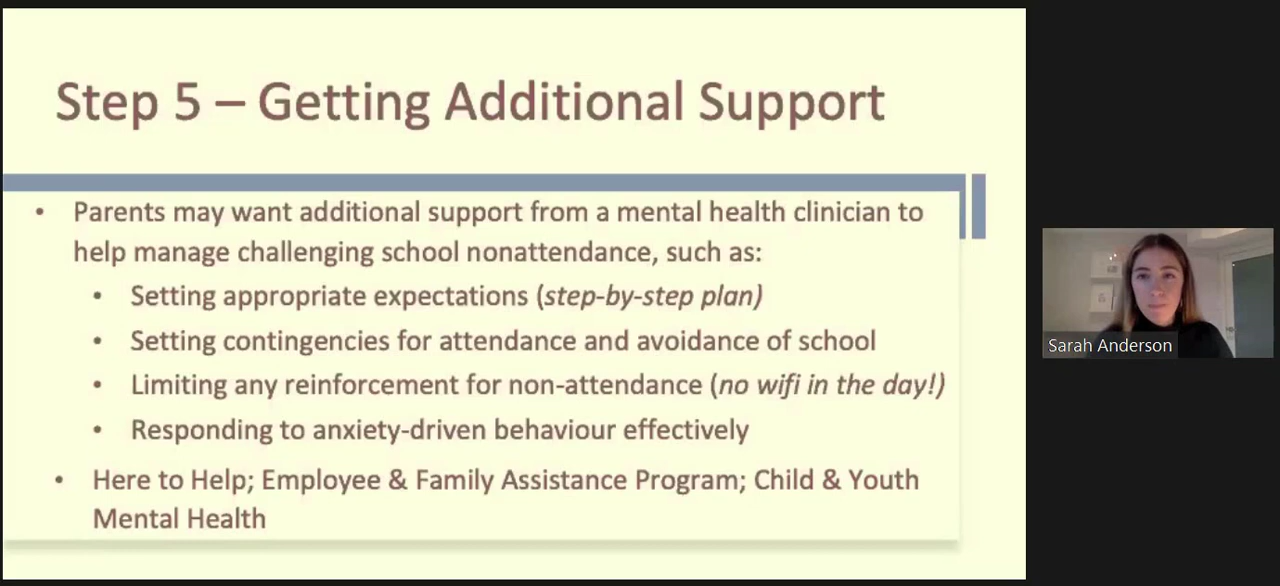 Step 5 – Getting Additional Support
• Parents may want additional support from a mental health clinician to
help manage challenging school nonattendance, such as:
• Setting appropriate expectations (step-by-step plan)
• Setting contingencies for attendance and avoidance of school
• Limiting any reinforcement for non-attendance (no wifi in the day!)
• Responding to anxiety-driven behaviour effectively
• Here to Help; Employee & Family Assistance Program; Child & Youth
Mental Health
Sarah Anderson